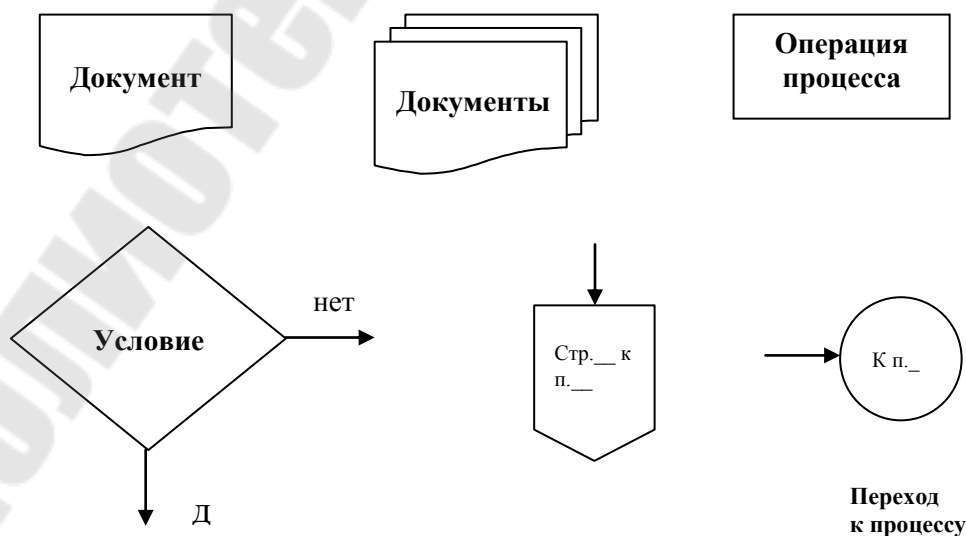 Документ
Документы
Операция
процесса
Условие
нет
Д
Стр.__ к
п.__
К п._
Переход
к процессу